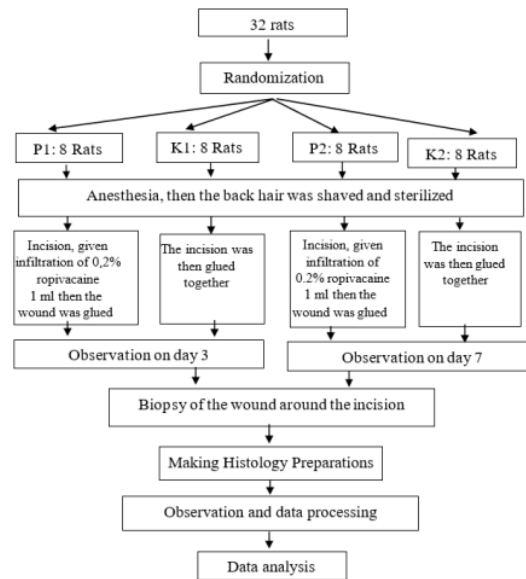 32 rats
Randomization
P1: 8 Rats
K1: 8 Rats
P2: 8 Rats
K2: 8 Rats
Anesthesia, then the back hair was shaved and sterilized
Incision, given
infiltration of 0,2%
ropivacaine
1 ml then the
wound was glued
The incision was
then glued
together
Incision, given
infiltration of
0.2% ropivacaine
1 ml then the
wound was glued
The incision
was then glued
together
Observation on day 3
Observation on day 7
Biopsy of the wound around the incision
Making Histology Preparations
Observation and data processing
Data analysis